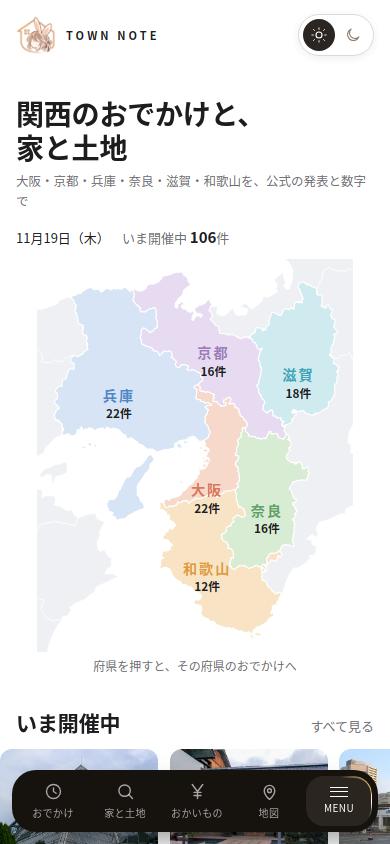 TOWN NOTE
関西のおでかけと、
家と土地
大阪・京都・兵庫・奈良・滋賀・和歌山を、公式の発表と数字
で
11月19日（木） いま開催中 106件
京都
16件
滋賀
18件
兵庫
22件
大阪
22件
奈良
16件
和歌山
12件
府県を押すと、その府県のおでかけへ
いま開催中 すべて見る
おでかけ 家と土地 おかいもの 地図 MENU